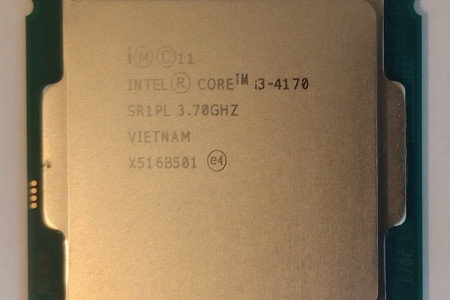 i Ⓜ Ⓒ 11
INTEL® CORE™ i3-4170
SR1PL 3.70GHZ
VIETNAM
X516B501 e4